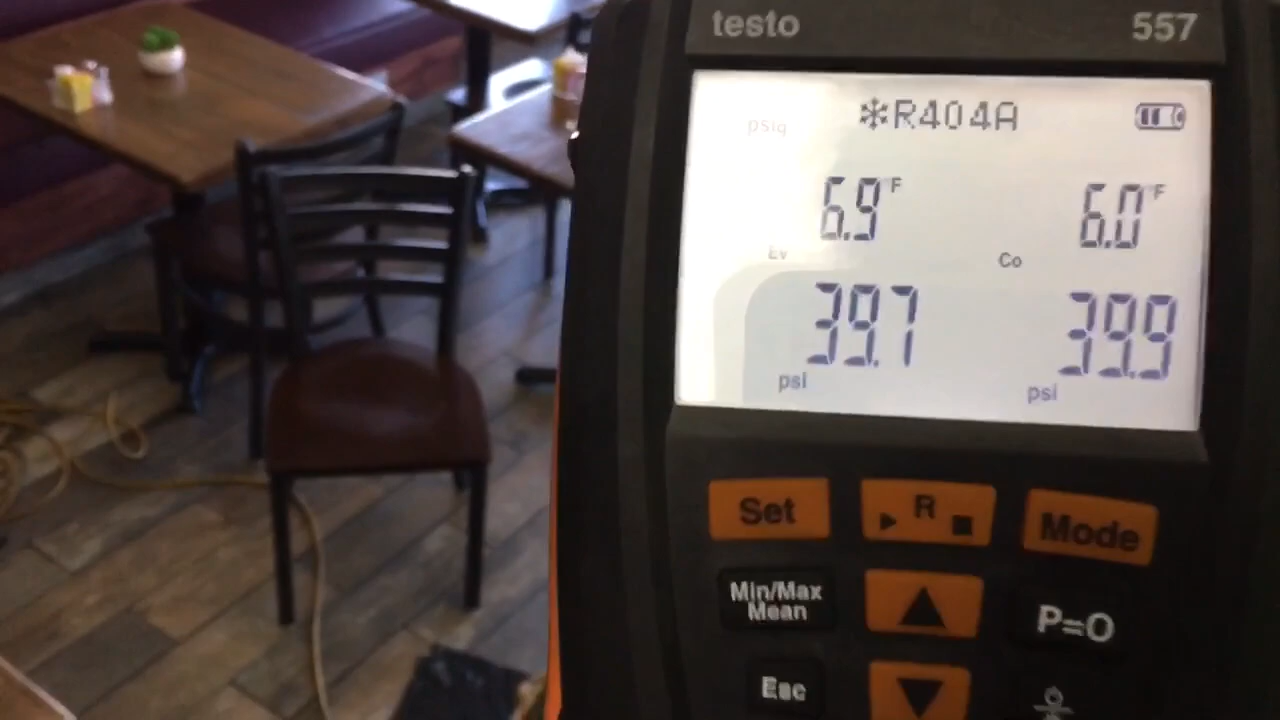 testo 557
psig ❄R404A
6.9°F 6.0°F
Ev Co
39.7 39.9
psi psi
Set ▶ R ■ Mode
Min/Max
Mean
▲
P=O
Esc
▼